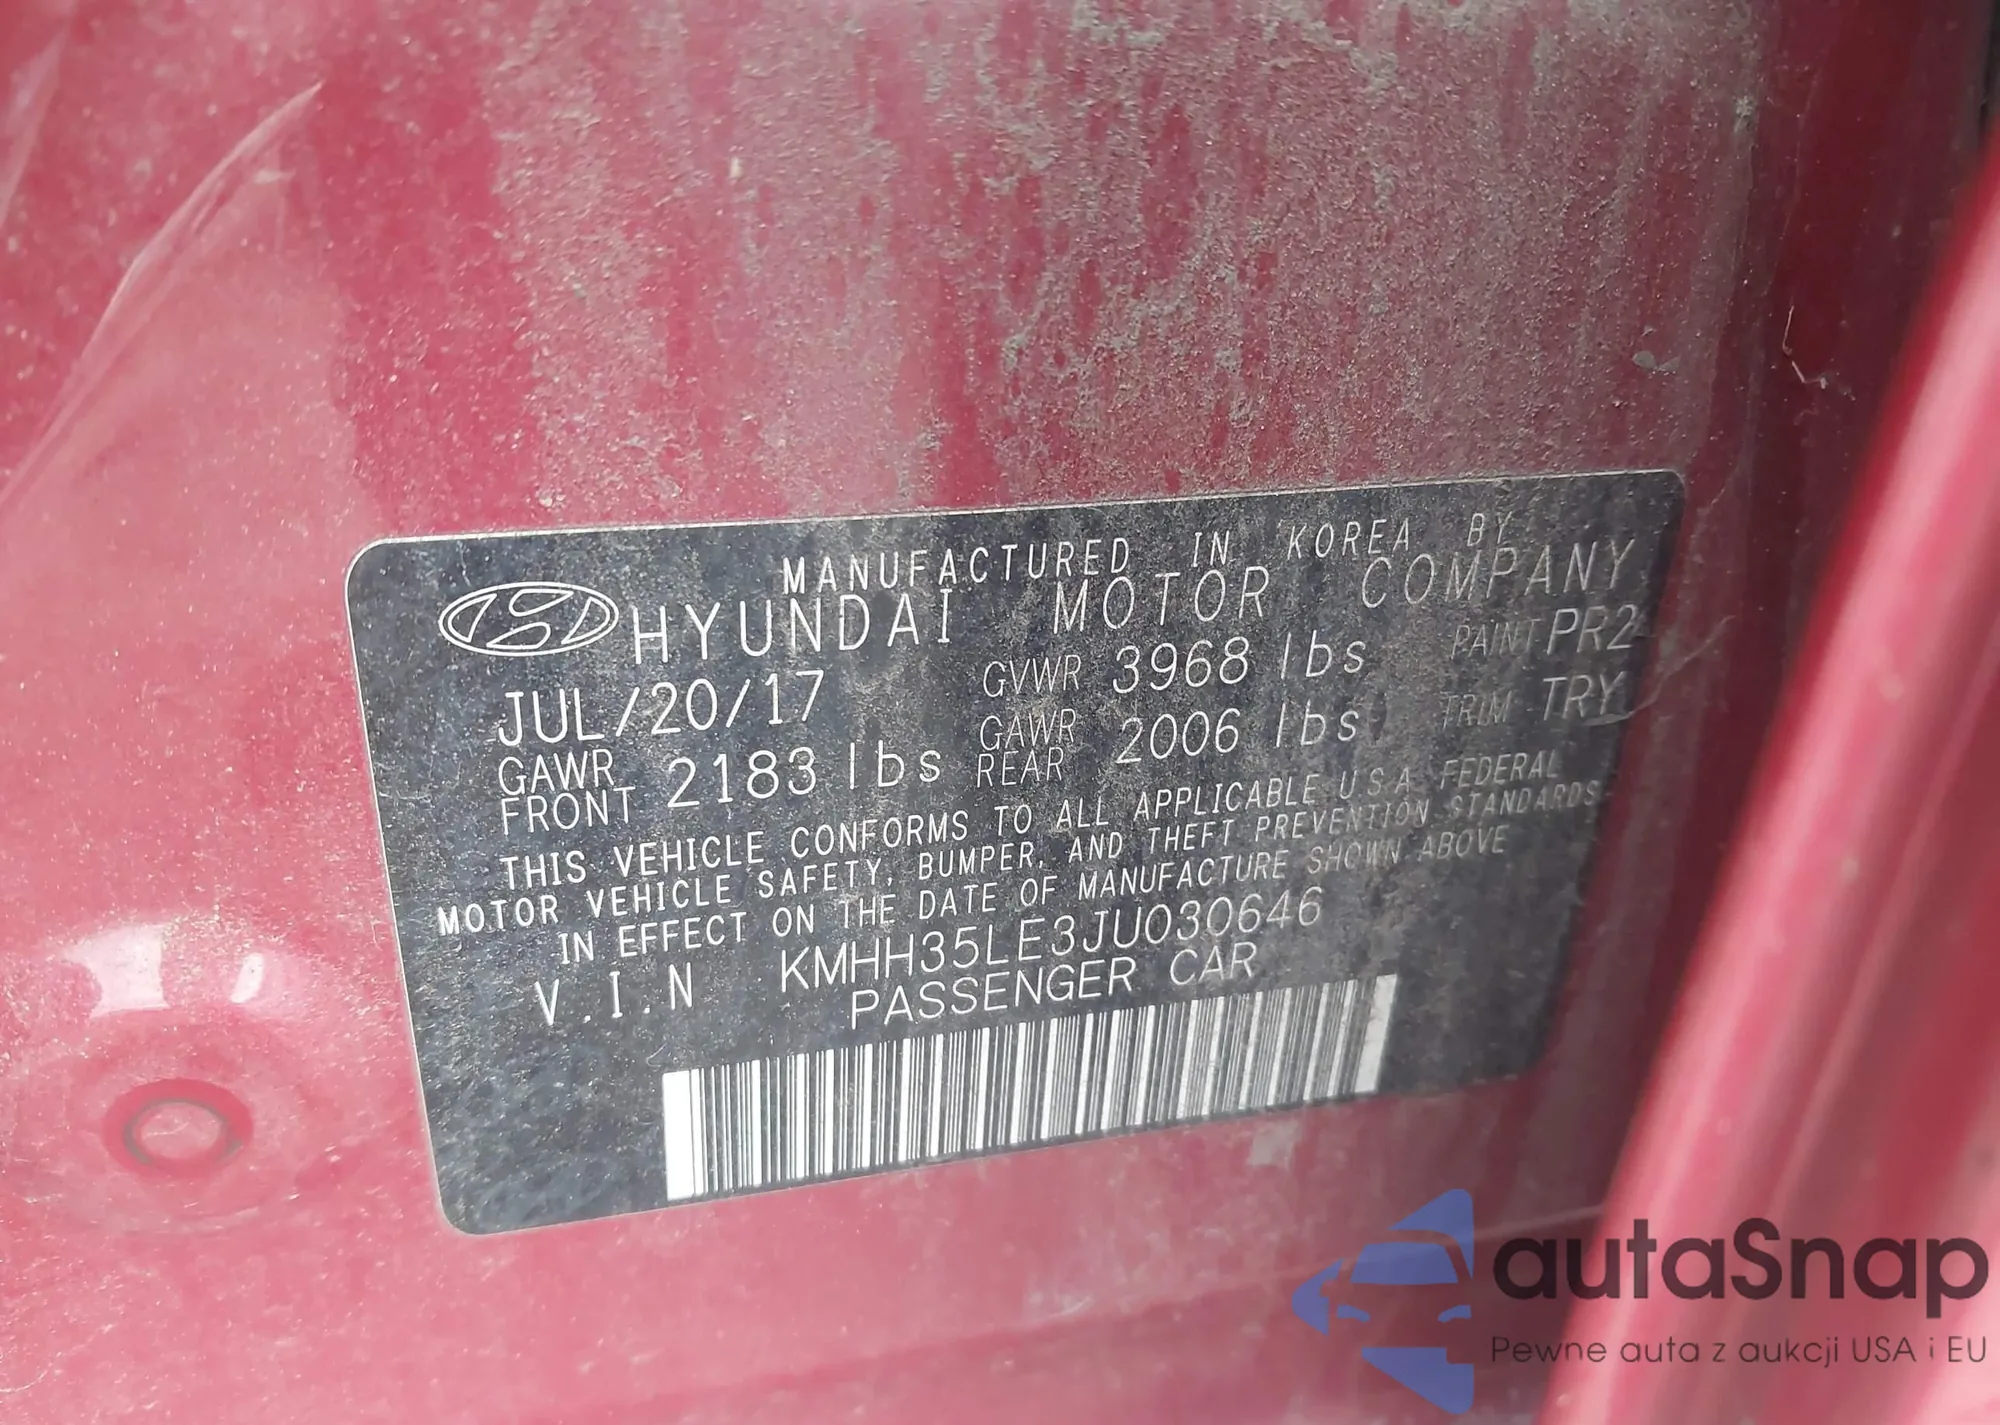 MANUFACTURED IN KOREA BY
HYUNDAI MOTOR COMPANY
JUL/20/17 GVWR 3968 lbs PAINT PR2
GAWR FRONT 2183 lbs GAWR REAR 2006 lbs TRIM TRY
THIS VEHICLE CONFORMS TO ALL APPLICABLE U.S.A FEDERAL
MOTOR VEHICLE SAFETY, BUMPER, AND THEFT PREVENTION STANDARDS
IN EFFECT ON THE DATE OF MANUFACTURE SHOWN ABOVE
V.I.N KMHH35LE3JU030646
PASSENGER CAR
autaSnap
Pewne auta z aukcji USA i EU